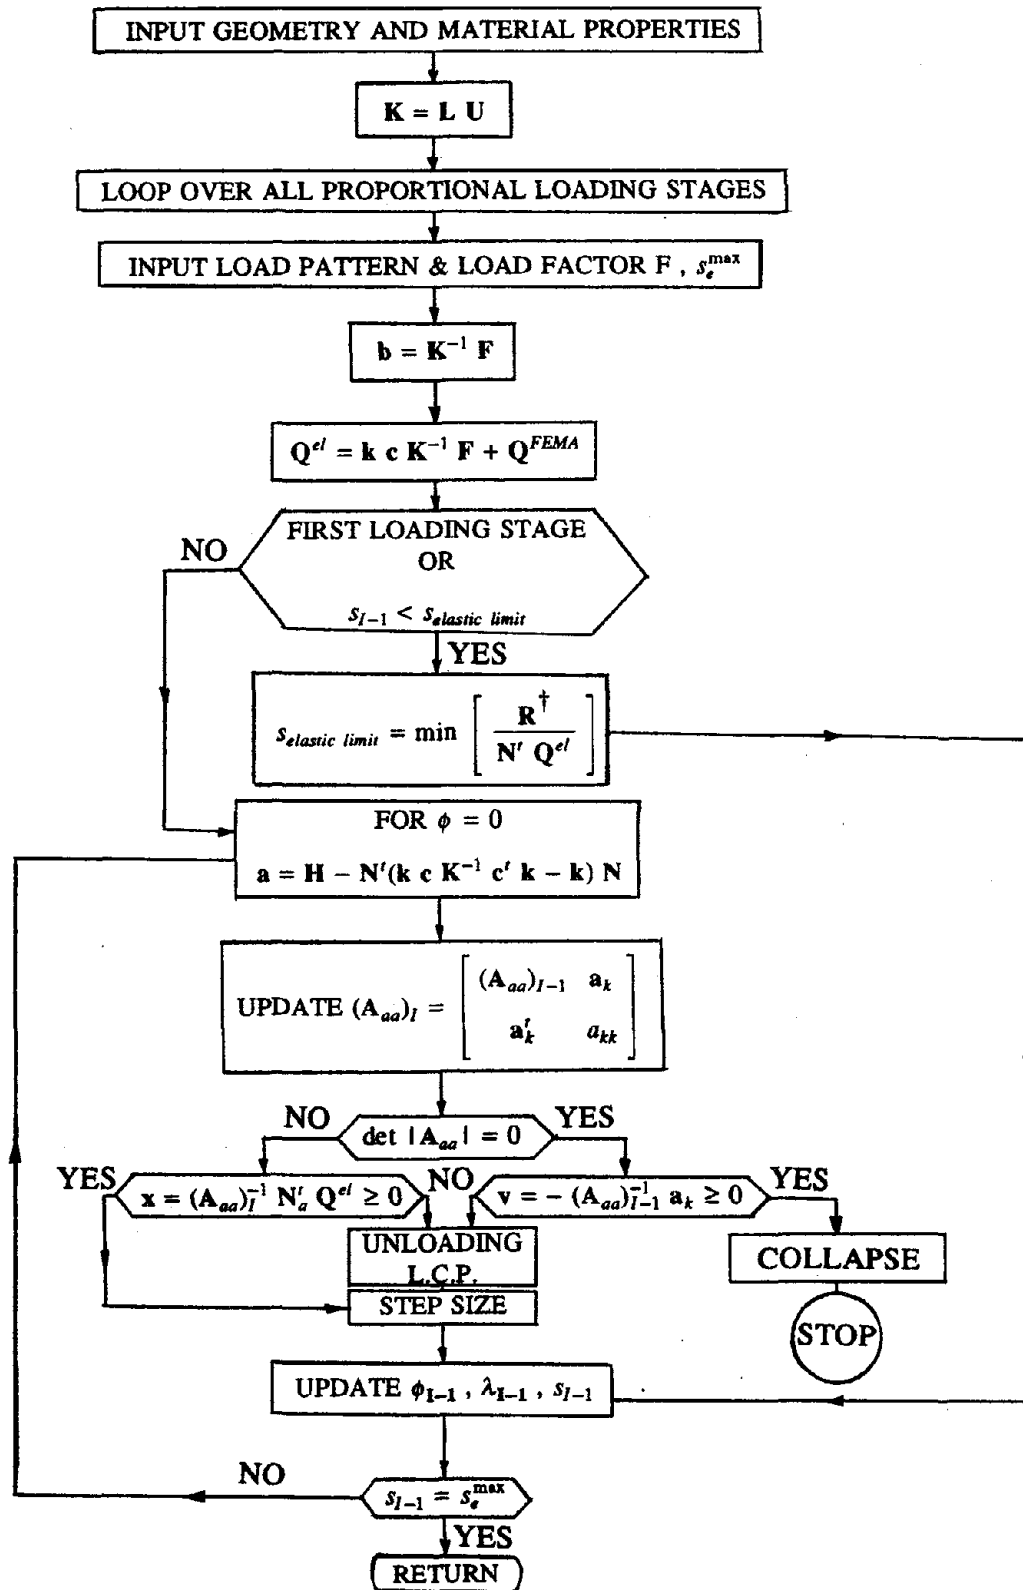 INPUT GEOMETRY AND MATERIAL PROPERTIES
K = L U
LOOP OVER ALL PROPORTIONAL LOADING STAGES
INPUT LOAD PATTERN & LOAD FACTOR F , s_e^max
b = K^-1 F
Q^el = k c K^-1 F + Q^FEMA
FIRST LOADING STAGE
NO
OR
s_I-1 < s_elastic limit
YES
s_elastic limit = min [ R^† / N^t Q^el ]
FOR ϕ = 0
a = H − N^t(k c K^-1 c^t k − k) N
UPDATE (A_aa)_I = [ (A_aa)_I-1 a_k
a_k^t a_kk ]
NO det |A_aa| = 0 YES
YES x = (A_aa)_I^-1 N_a^t Q^el ≥ 0 NO v = − (A_aa)_I-1^-1 a_k ≥ 0 YES
UNLOADING
L.C.P.
COLLAPSE
STEP SIZE
STOP
UPDATE ϕ_I-1 , λ_I-1 , s_I-1
NO
s_I-1 = s_e^max
YES
RETURN